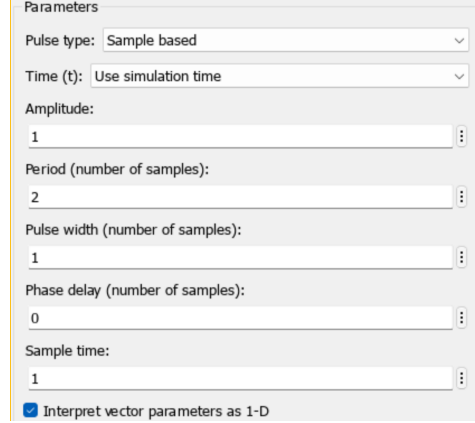 Parameters
Pulse type: Sample based
Time (t): Use simulation time
Amplitude:
1
Period (number of samples):
2
Pulse width (number of samples):
1
Phase delay (number of samples):
0
Sample time:
1
Interpret vector parameters as 1-D